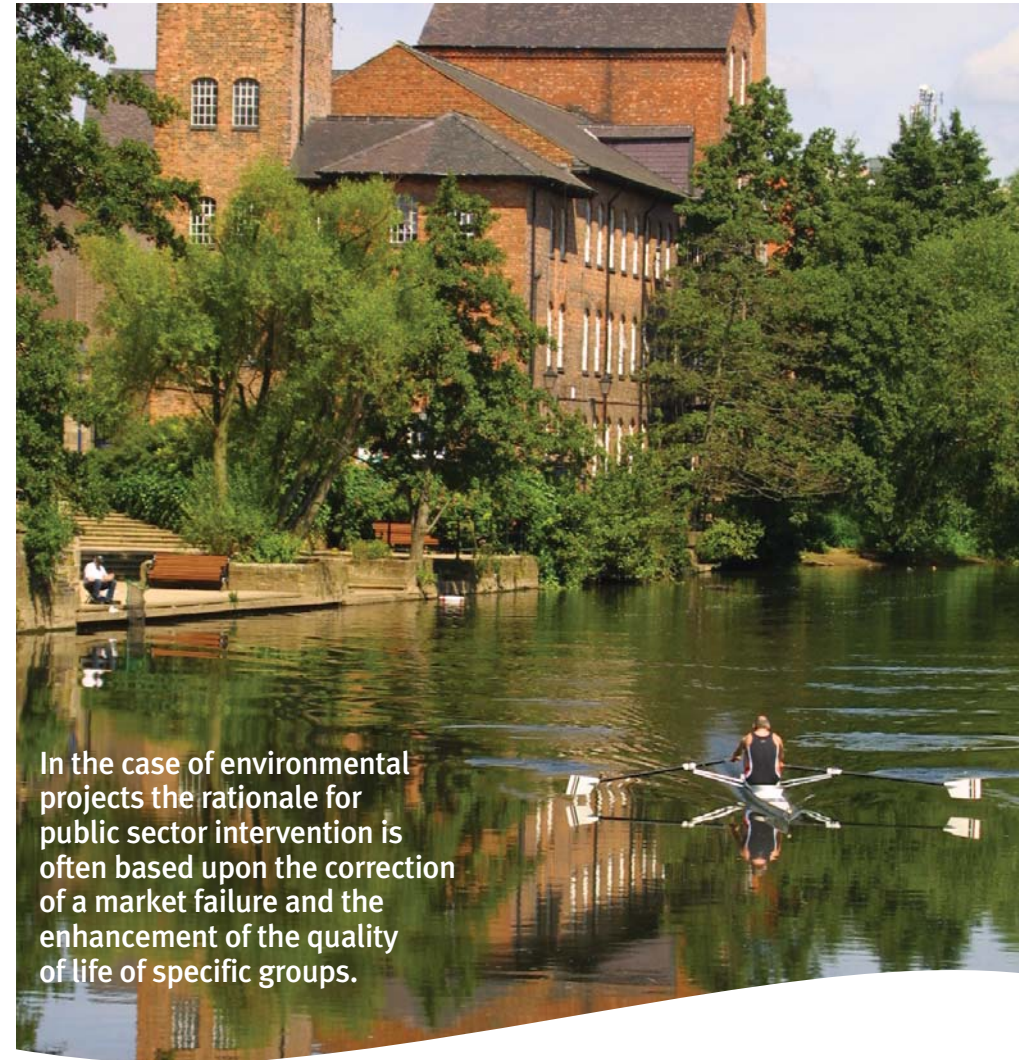 In the case of environmental
projects the rationale for
public sector intervention is
often based upon the correction
of a market failure and the
enhancement of the quality
of life of specific groups.